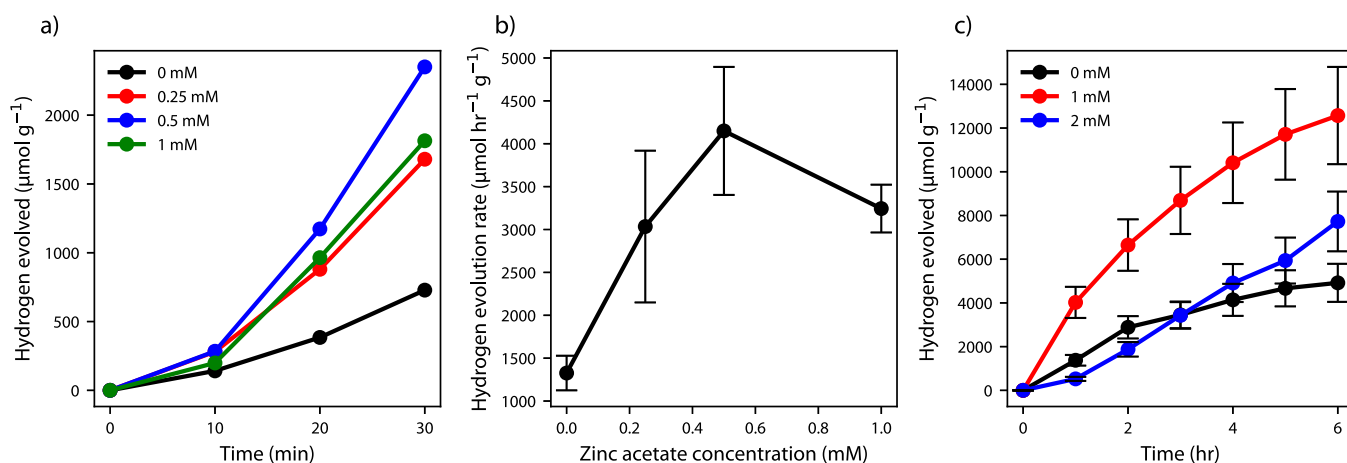 a)
Hydrogen evolved (µmol g⁻¹)
2000
1500
1000
500
0
0 mM
0.25 mM
0.5 mM
1 mM
0 10 20 30
Time (min)
b)
Hydrogen evolution rate (µmol hr⁻¹ g⁻¹)
5000
4500
4000
3500
3000
2500
2000
1500
1000
0.0 0.2 0.4 0.6 0.8 1.0
Zinc acetate concentration (mM)
c)
Hydrogen evolved (µmol g⁻¹)
14000
12000
10000
8000
6000
4000
2000
0
0 mM
1 mM
2 mM
0 2 4 6
Time (hr)